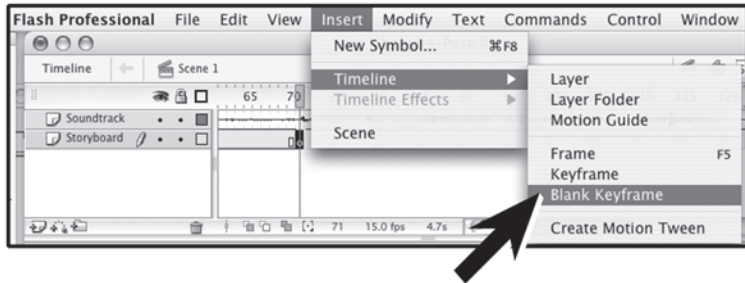 Flash Professional File Edit View Insert Modify Text Commands Control Window
New Symbol... ⌘F8
Timeline Scene 1
Timeline
Layer
65 70
Timeline Effects
Layer Folder
Soundtrack
Motion Guide
Storyboard
Scene
Frame F5
Keyframe
Blank Keyframe
71 15.0 fps 4.7s
Create Motion Tween